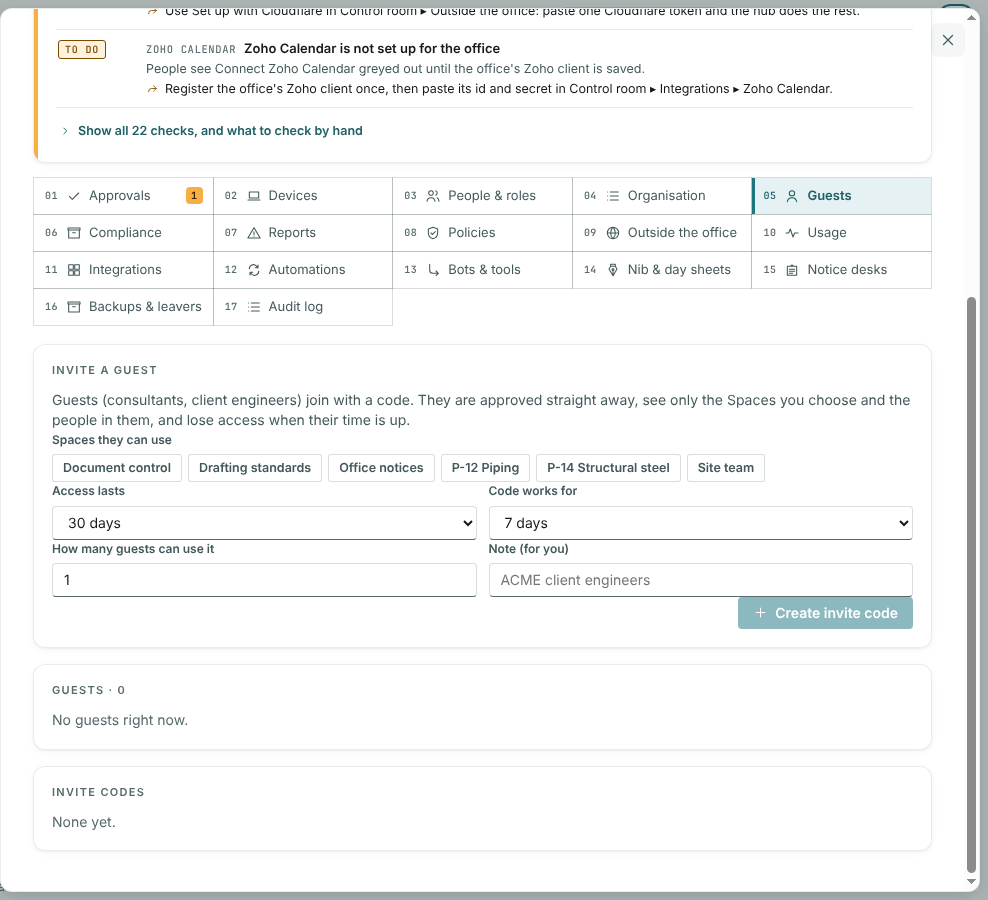 Use Set up with Cloudflare in Control room ▸ Outside the office: paste one Cloudflare token and the hub does the rest.
TO DO
ZOHO CALENDAR Zoho Calendar is not set up for the office
People see Connect Zoho Calendar greyed out until the office's Zoho client is saved.
Register the office's Zoho client once, then paste its id and secret in Control room ▸ Integrations ▸ Zoho Calendar.
Show all 22 checks, and what to check by hand
01 Approvals 1
02 Devices
03 People & roles
04 Organisation
05 Guests
06 Compliance
07 Reports
08 Policies
09 Outside the office
10 Usage
11 Integrations
12 Automations
13 Bots & tools
14 Nib & day sheets
15 Notice desks
16 Backups & leavers
17 Audit log
INVITE A GUEST
Guests (consultants, client engineers) join with a code. They are approved straight away, see only the Spaces you choose and the
people in them, and lose access when their time is up.
Spaces they can use
Document control
Drafting standards
Office notices
P-12 Piping
P-14 Structural steel
Site team
Access lasts
Code works for
30 days
7 days
How many guests can use it
Note (for you)
1
ACME client engineers
+ Create invite code
GUESTS · 0
No guests right now.
INVITE CODES
None yet.